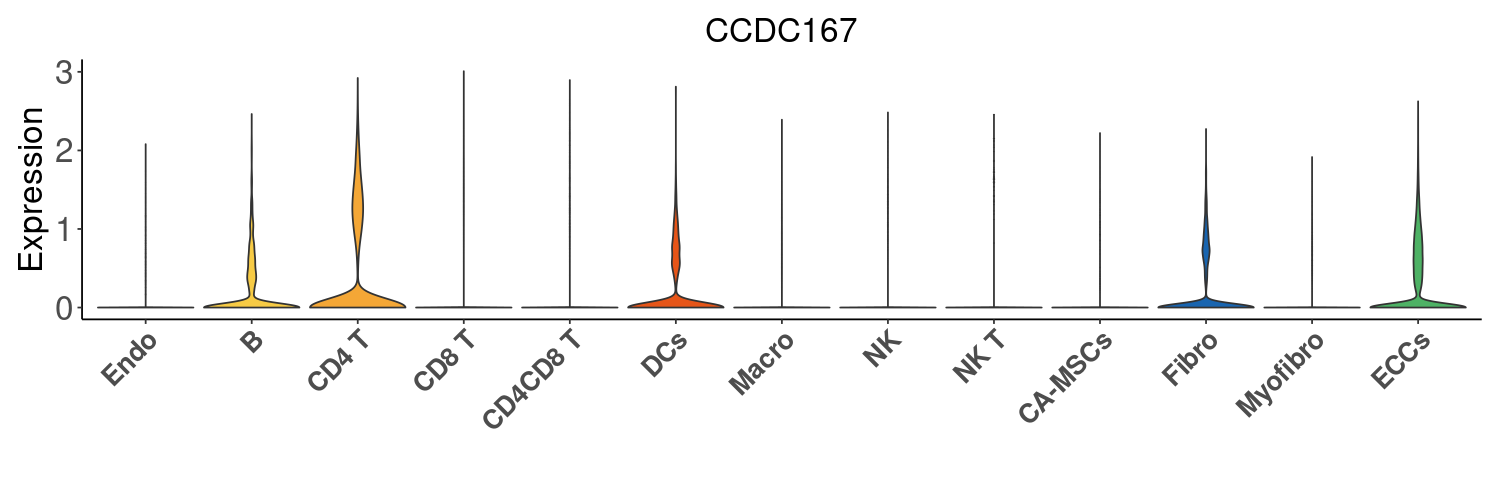 CCDC167
Expression
3
2
1
0
Endo
B
CD4 T
CD8 T
CD4CD8 T
DCs
Macro
NK
NK T
CA-MSCs
Fibro
Myofibro
ECCs